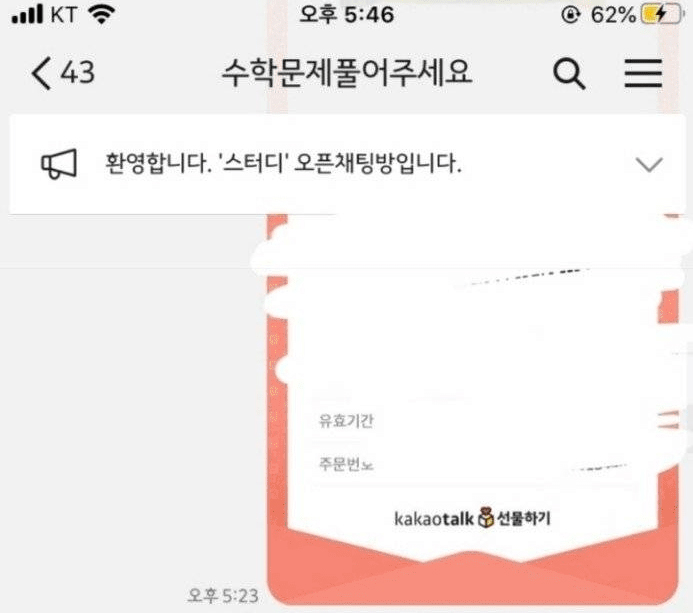 KT 오후 5:46 62%
43 수학문제풀어주세요
환영합니다. '스터디' 오픈채팅방입니다.
유효기간
주문번호
kakaotalk 선물하기
오후 5:23